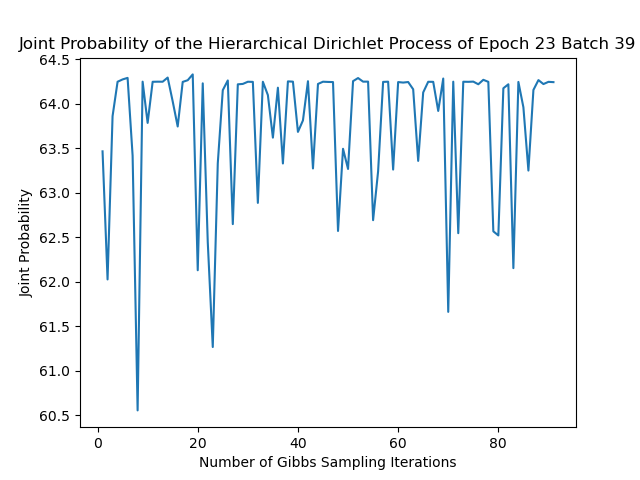 Joint Probability of the Hierarchical Dirichlet Process of Epoch 23 Batch 39
64.5
64.0
63.5
63.0
62.5
62.0
61.5
61.0
60.5
Joint Probability
0 20 40 60 80
Number of Gibbs Sampling Iterations